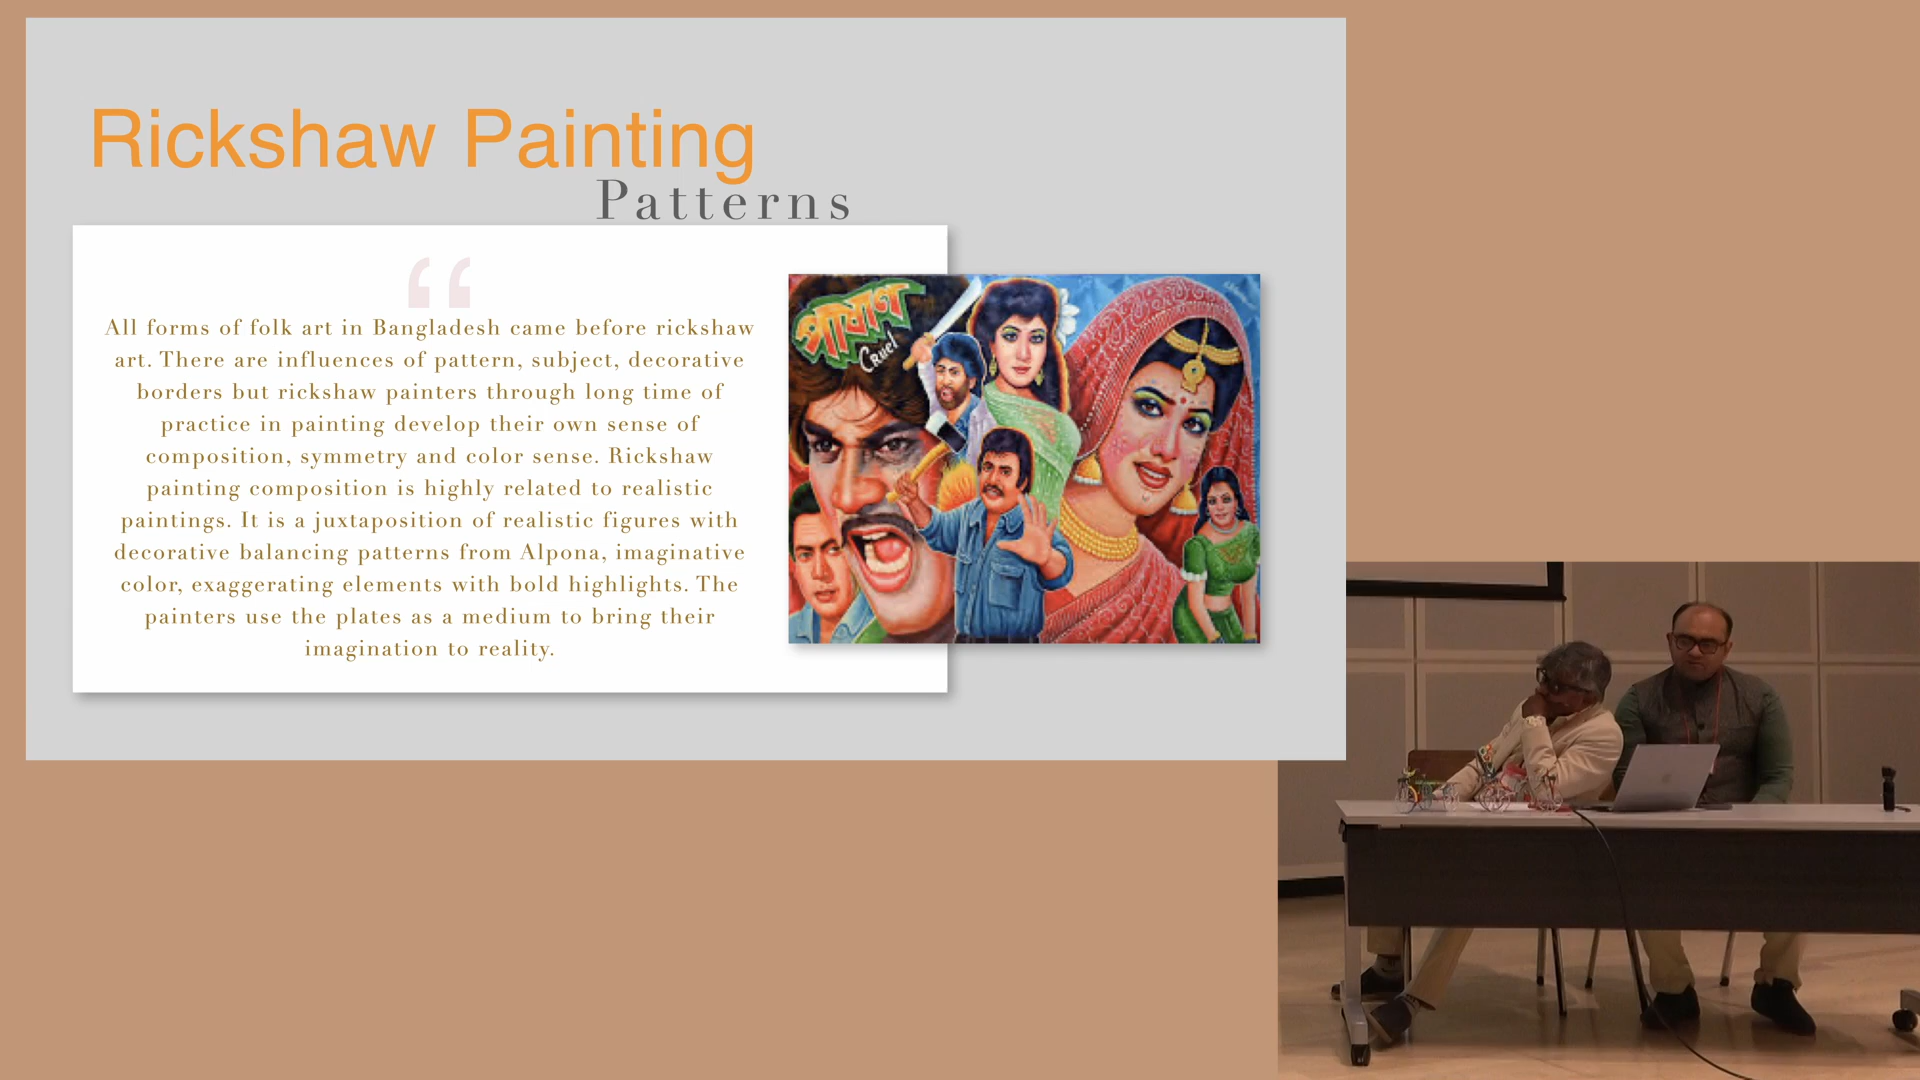 Rickshaw Painting
Patterns
“
All forms of folk art in Bangladesh came before rickshaw
art. There are influences of pattern, subject, decorative
borders but rickshaw painters through long time of
practice in painting develop their own sense of
composition, symmetry and color sense. Rickshaw
painting composition is highly related to realistic
paintings. It is a juxtaposition of realistic figures with
decorative balancing patterns from Alpona, imaginative
color, exaggerating elements with bold highlights. The
painters use the plates as a medium to bring their
imagination to reality.
পাষাণ
Cruel